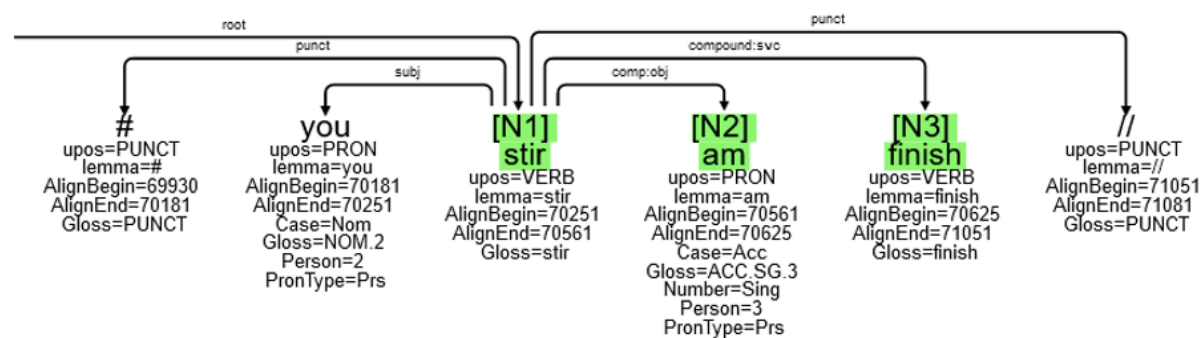 root
punct
punct
compound:svc
subj
comp:obj
[N1]
[N2]
[N3]
# you stir am finish //
upos=PUNCT
lemma=#
AlignBegin=69930
AlignEnd=70181
Gloss=PUNCT
upos=PRON
lemma=you
AlignBegin=70181
AlignEnd=70251
Case=Nom
Gloss=NOM.2
Person=2
PronType=Prs
upos=VERB
lemma=stir
AlignBegin=70251
AlignEnd=70561
Gloss=stir
upos=PRON
lemma=am
AlignBegin=70561
AlignEnd=70625
Case=Acc
Gloss=ACC.SG.3
Number=Sing
Person=3
PronType=Prs
upos=VERB
lemma=finish
AlignBegin=70625
AlignEnd=71051
Gloss=finish
upos=PUNCT
lemma=//
AlignBegin=71051
AlignEnd=71081
Gloss=PUNCT